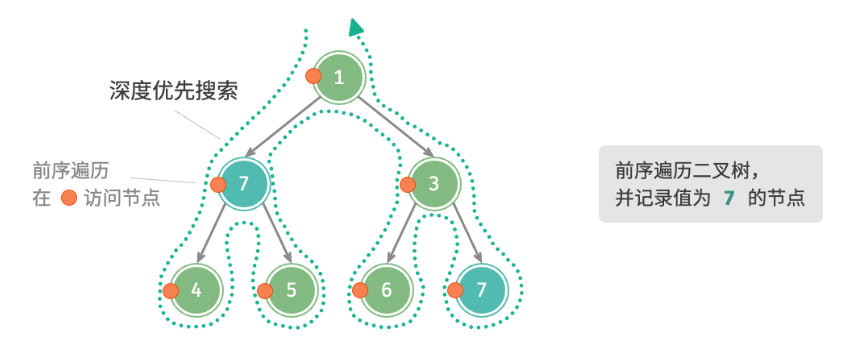 1
深度优先搜索
前序遍历
在 访问节点
7
3
4
5
6
7
前序遍历二叉树，
并记录值为 7 的节点